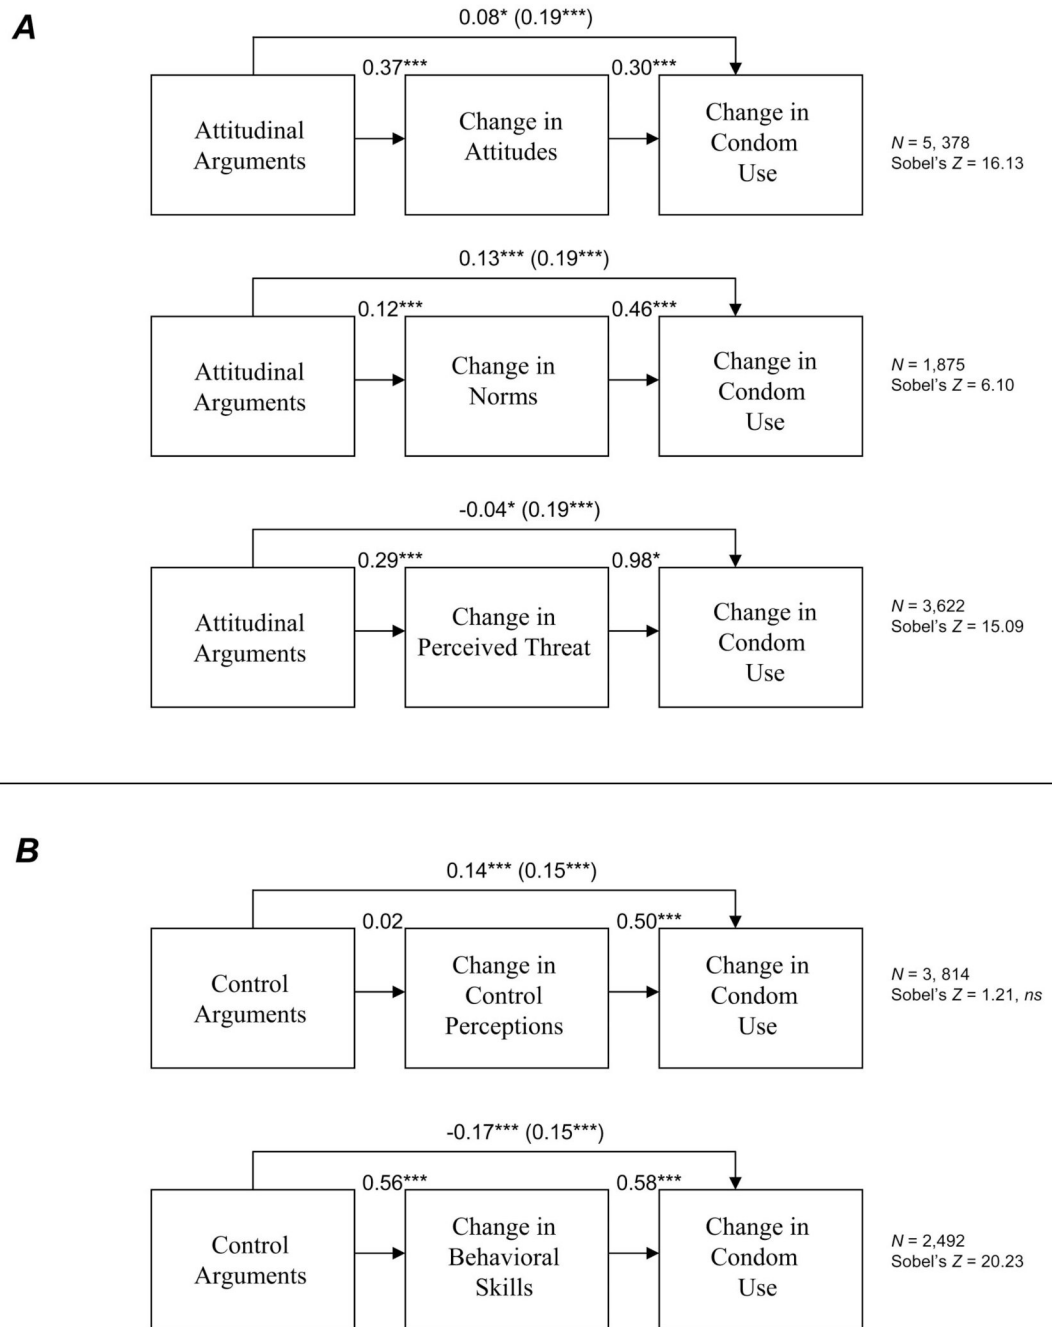 A
0.08* (0.19***)
0.37***
0.30***
Attitudinal
Arguments
Change in
Attitudes
Change in
Condom
Use
N = 5, 378
Sobel's Z = 16.13
0.13*** (0.19***)
0.12***
0.46***
Attitudinal
Arguments
Change in
Norms
Change in
Condom
Use
N = 1,875
Sobel's Z = 6.10
-0.04* (0.19***)
0.29***
0.98*
Attitudinal
Arguments
Change in
Perceived Threat
Change in
Condom
Use
N = 3,622
Sobel's Z = 15.09
B
0.14*** (0.15***)
0.02
0.50***
Control
Arguments
Change in
Control
Perceptions
Change in
Condom
Use
N = 3, 814
Sobel's Z = 1.21, ns
-0.17*** (0.15***)
0.56***
0.58***
Control
Arguments
Change in
Behavioral
Skills
Change in
Condom
Use
N = 2,492
Sobel's Z = 20.23